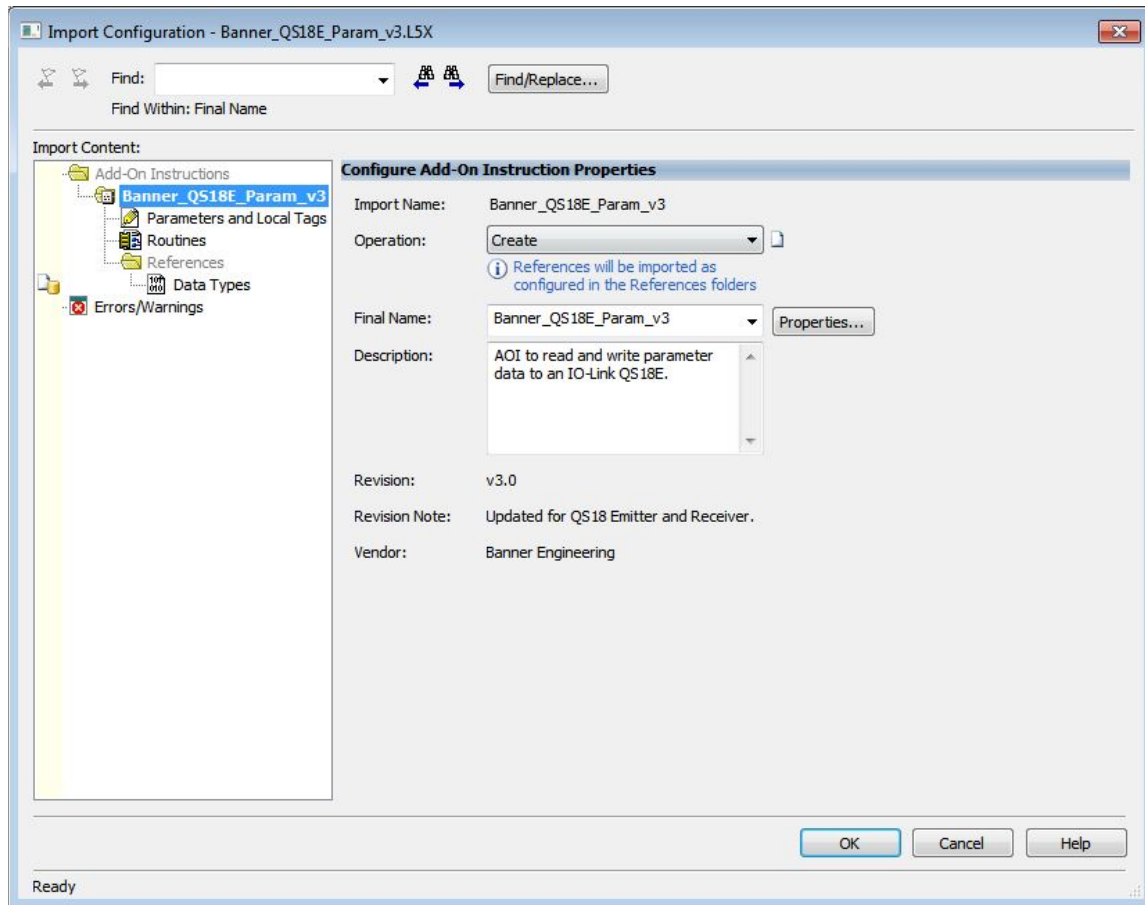 Import Configuration - Banner_QS18E_Param_v3.L5X
Find:
Find/Replace...
Find Within: Final Name
Import Content:
Add-On Instructions
Banner_QS18E_Param_v3
Parameters and Local Tags
Routines
References
Data Types
Errors/Warnings
Configure Add-On Instruction Properties
Import Name: Banner_QS18E_Param_v3
Operation: Create
References will be imported as
configured in the References folders
Final Name: Banner_QS18E_Param_v3 Properties...
Description: AOI to read and write parameter
data to an IO-Link QS18E.
Revision: v3.0
Revision Note: Updated for QS18 Emitter and Receiver.
Vendor: Banner Engineering
OK Cancel Help
Ready